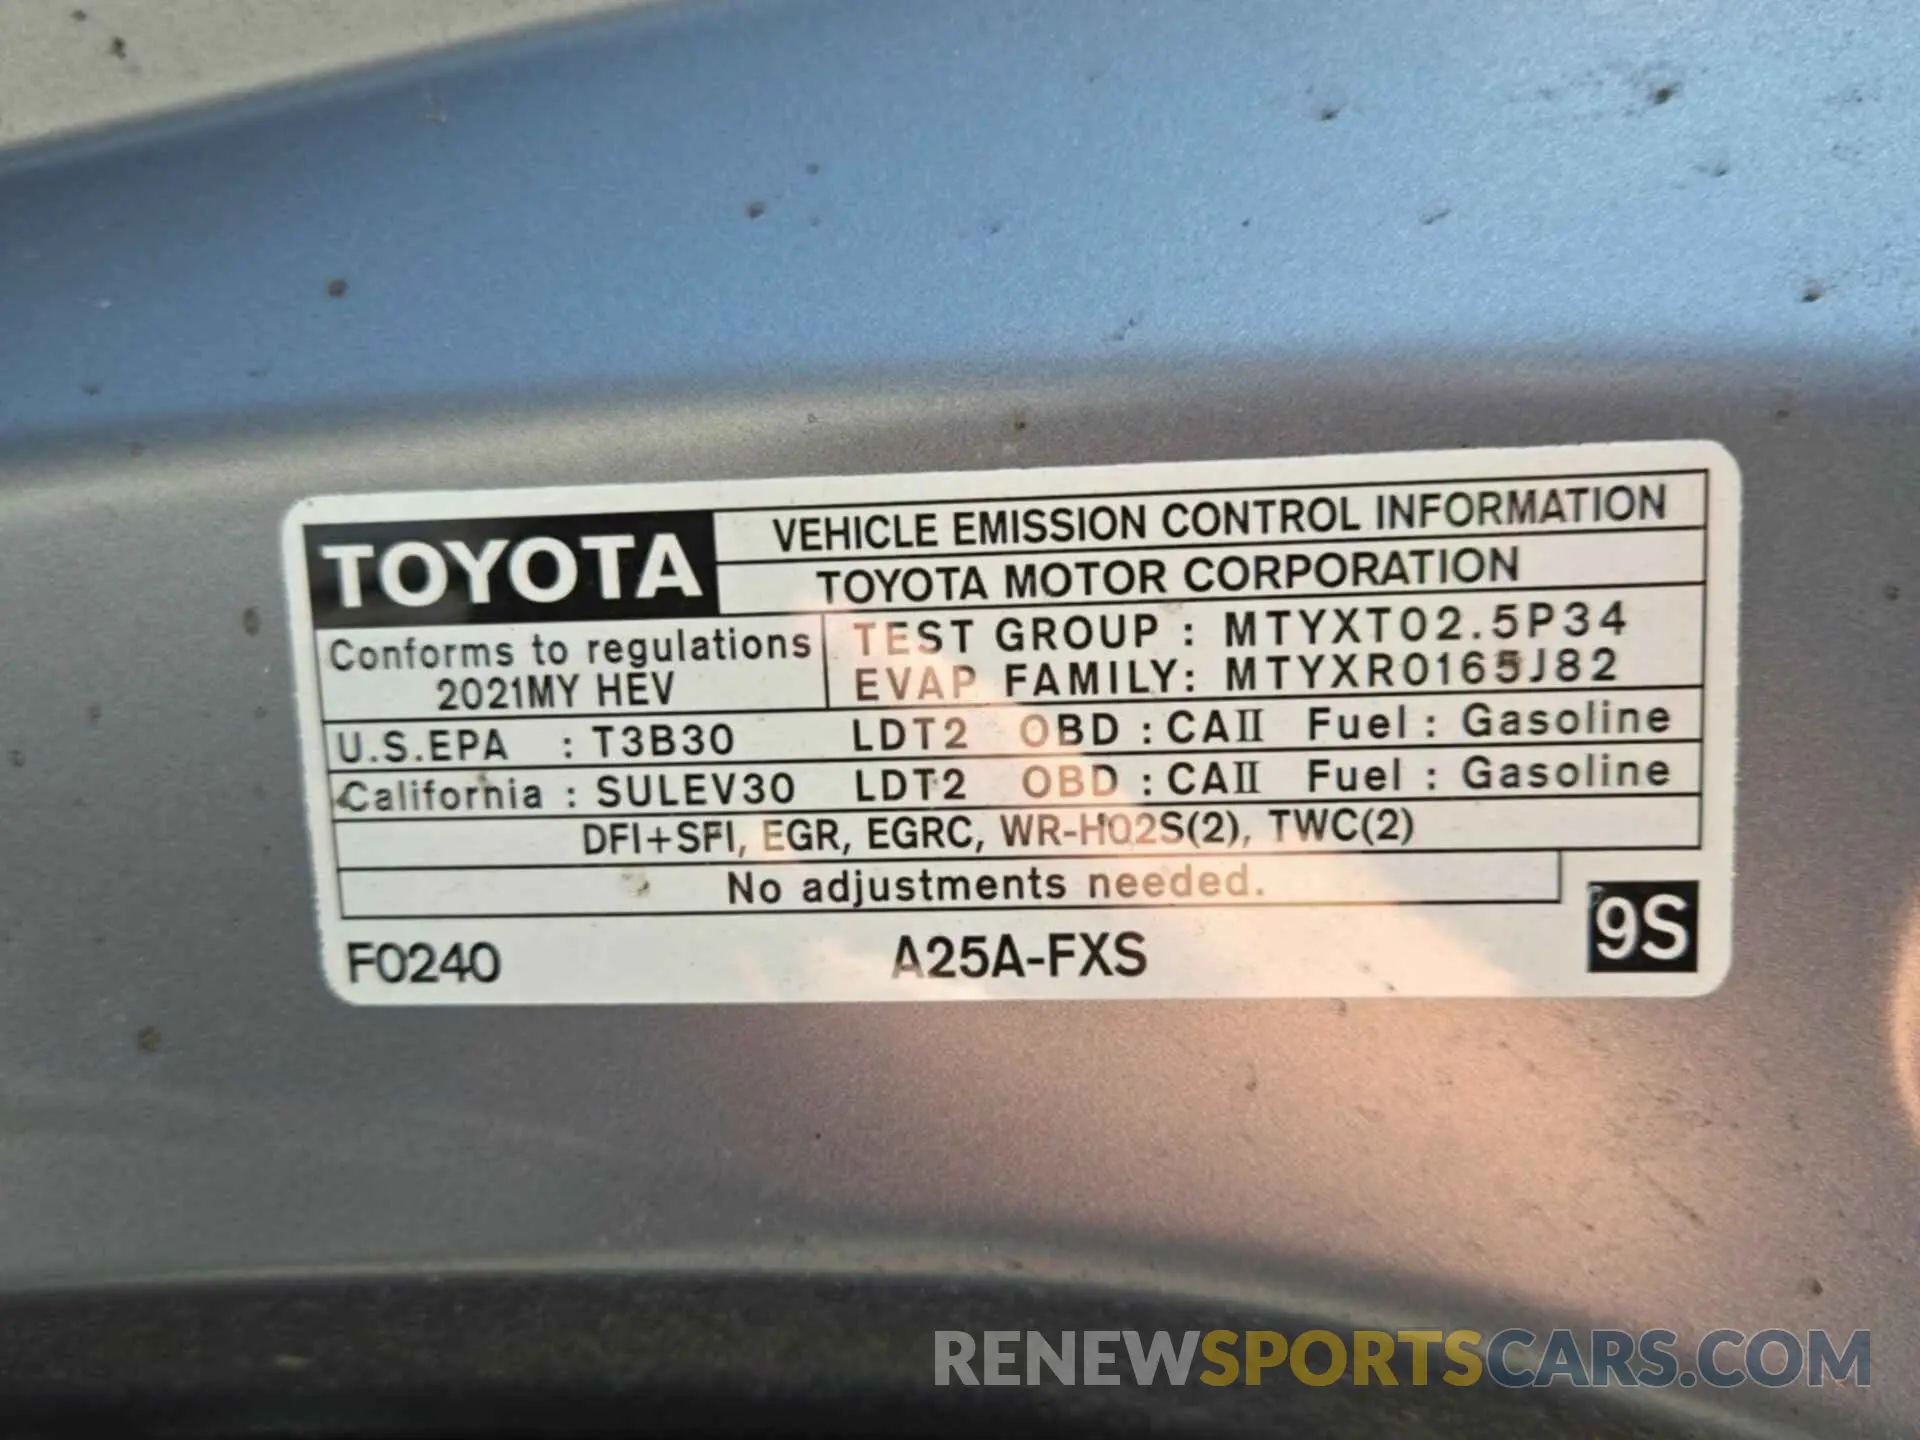 TOYOTA
VEHICLE EMISSION CONTROL INFORMATION
TOYOTA MOTOR CORPORATION
Conforms to regulations
2021MY HEV
TEST GROUP : MTYXT02.5P34
EVAP FAMILY: MTYXR0165J82
U.S.EPA : T3B30 LDT2 OBD : CAII Fuel : Gasoline
California : SULEV30 LDT2 OBD : CAII Fuel : Gasoline
DFI+SFI, EGR, EGRC, WR-HO2S(2), TWC(2)
No adjustments needed.
F0240 A25A-FXS 9S
RENEWSPORTSCARS.COM